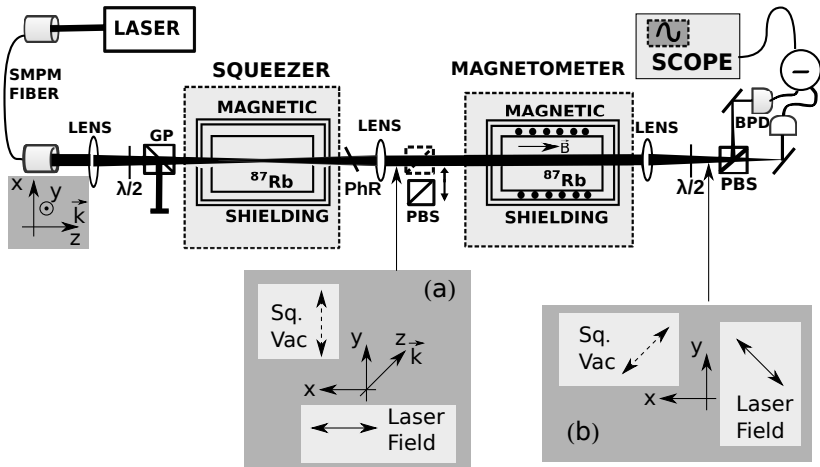 LASER
SMPM
FIBER
LENS
λ/2
GP
SQUEEZER
MAGNETIC
⁸⁷Rb
SHIELDING
PhR
LENS
PBS
MAGNETOMETER
MAGNETIC
B⃗
⁸⁷Rb
SHIELDING
LENS
λ/2
PBS
BPD
SCOPE
−
x
y
k⃗
z
(a)
Sq.
Vac
y
z
k⃗
x
Laser
Field
Sq.
Vac
y
x
Laser
Field
(b)